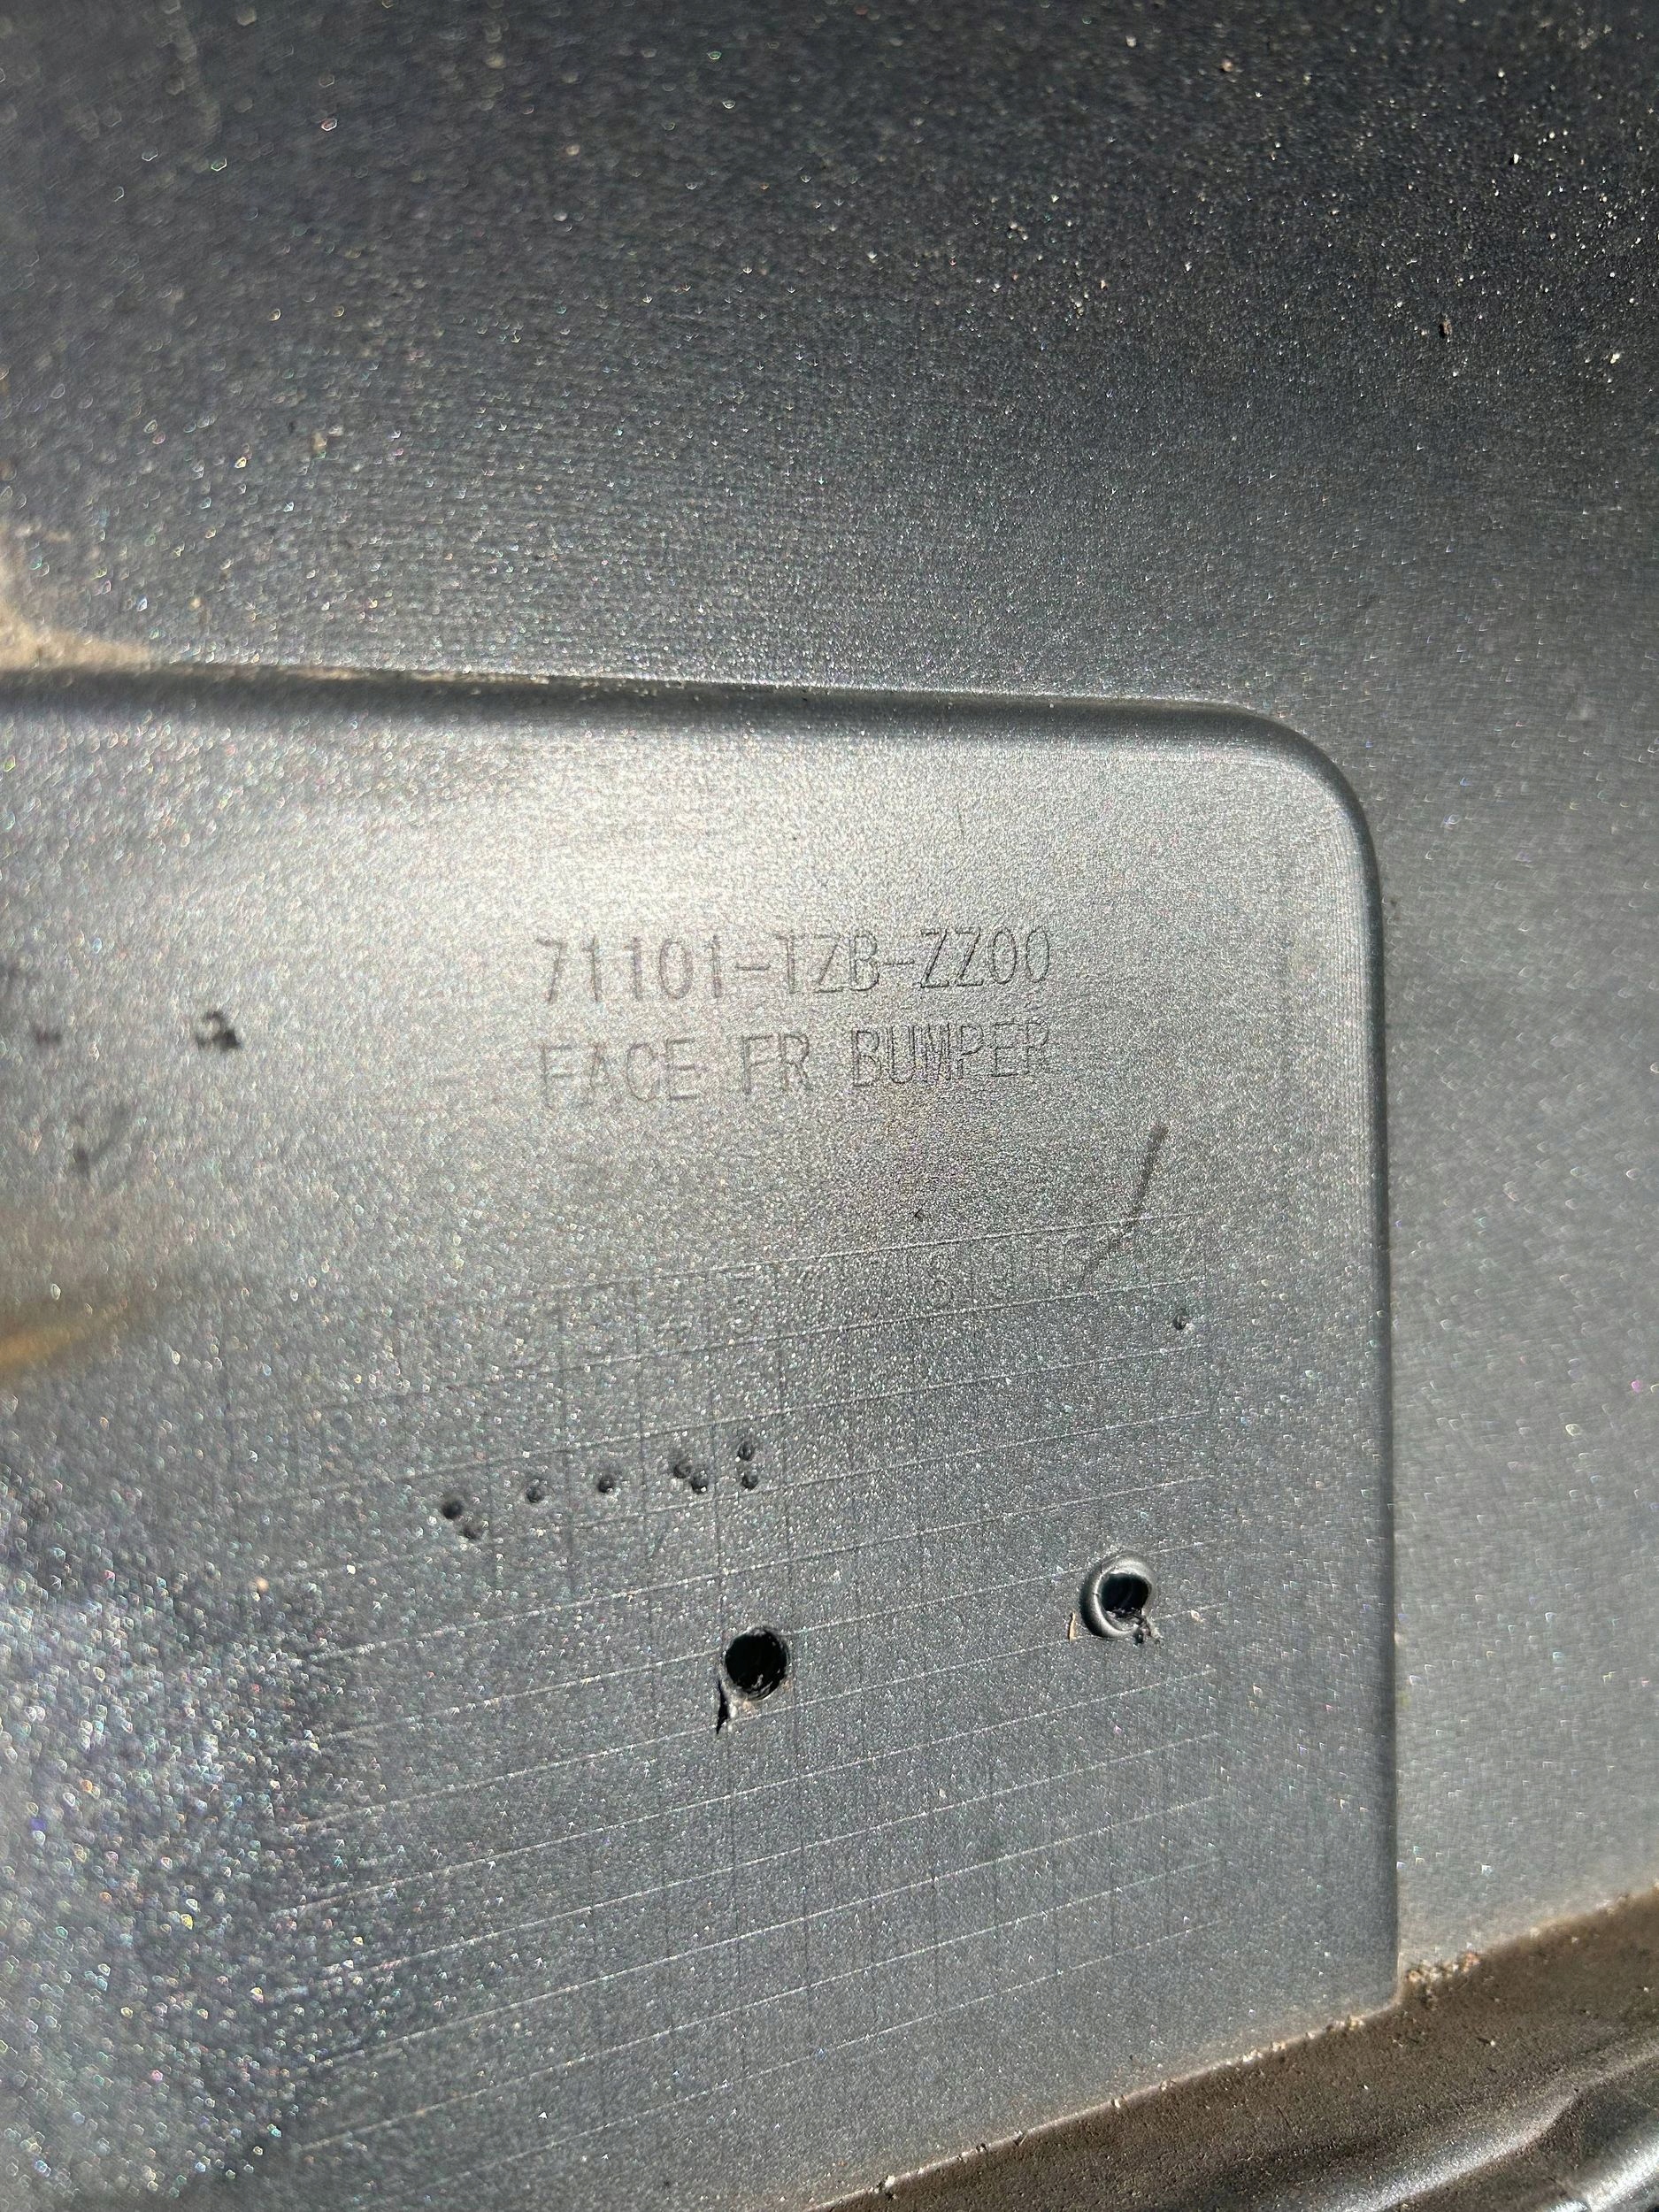 71101-TZB-ZZ00
FACE FR BUMPER